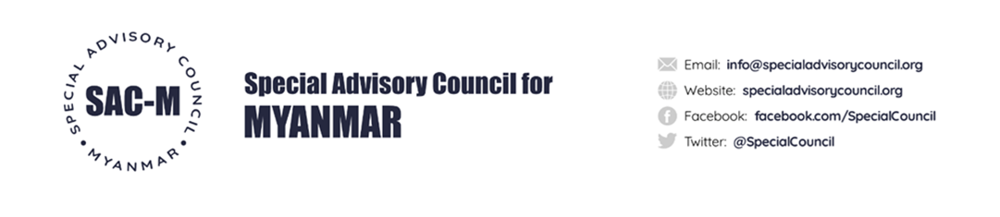 SPECIAL ADVISORY COUNCIL
SAC-M
• MYANMAR •
Special Advisory Council for
MYANMAR
Email: info@specialadvisorycouncil.org
Website: specialadvisorycouncil.org
Facebook: facebook.com/SpecialCouncil
Twitter: @SpecialCouncil